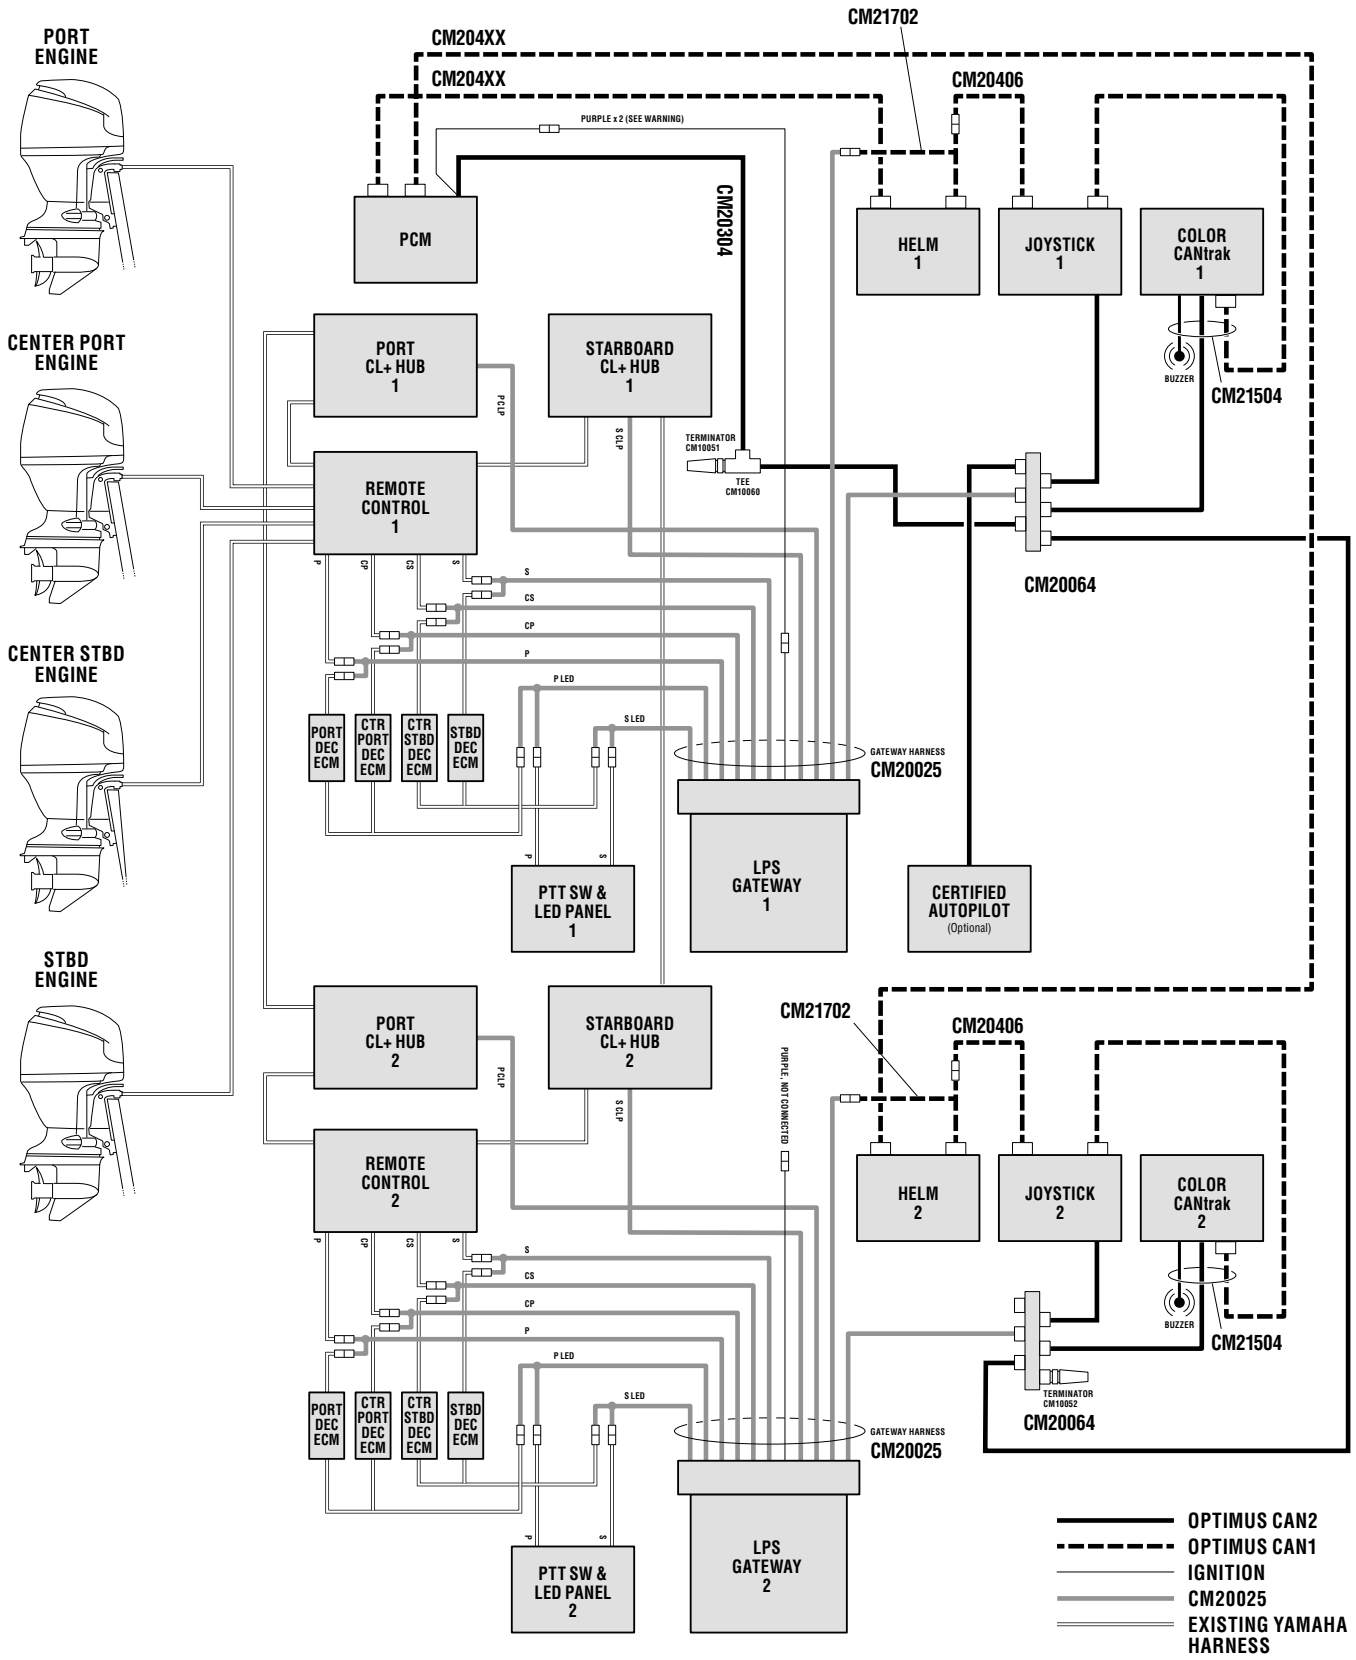 CM21702
PORT
ENGINE
CM204XX
CM204XX
CM20406
PURPLE x 2 (SEE WARNING)
CM20304
PCM
HELM
1
JOYSTICK
1
COLOR
CANtrak
1
BUZZER
CM21504
CENTER PORT
ENGINE
PORT
CL+ HUB
1
STARBOARD
CL+ HUB
1
P CLP
S CLP
TERMINATOR
CM10051
TEE
CM10060
REMOTE
CONTROL
1
CM20064
P
CP
CS
S
S
CS
CP
P
P LED
S LED
CENTER STBD
ENGINE
PORT
DEC
ECM
CTR
PORT
DEC
ECM
CTR
STBD
DEC
ECM
STBD
DEC
ECM
GATEWAY HARNESS
CM20025
P
S
PTT SW &
LED PANEL
1
LPS
GATEWAY
1
CERTIFIED
AUTOPILOT
(Optional)
STBD
ENGINE
PORT
CL+ HUB
2
STARBOARD
CL+ HUB
2
P CLP
S CLP
PURPLE, NOT CONNECTED
CM21702
CM20406
HELM
2
JOYSTICK
2
COLOR
CANtrak
2
BUZZER
CM21504
REMOTE
CONTROL
2
P
CP
CS
S
S
CS
CP
P
P LED
S LED
TERMINATOR
CM10052
CM20064
PORT
DEC
ECM
CTR
PORT
DEC
ECM
CTR
STBD
DEC
ECM
STBD
DEC
ECM
GATEWAY HARNESS
CM20025
P
S
PTT SW &
LED PANEL
2
LPS
GATEWAY
2
OPTIMUS CAN2
OPTIMUS CAN1
IGNITION
CM20025
EXISTING YAMAHA
HARNESS